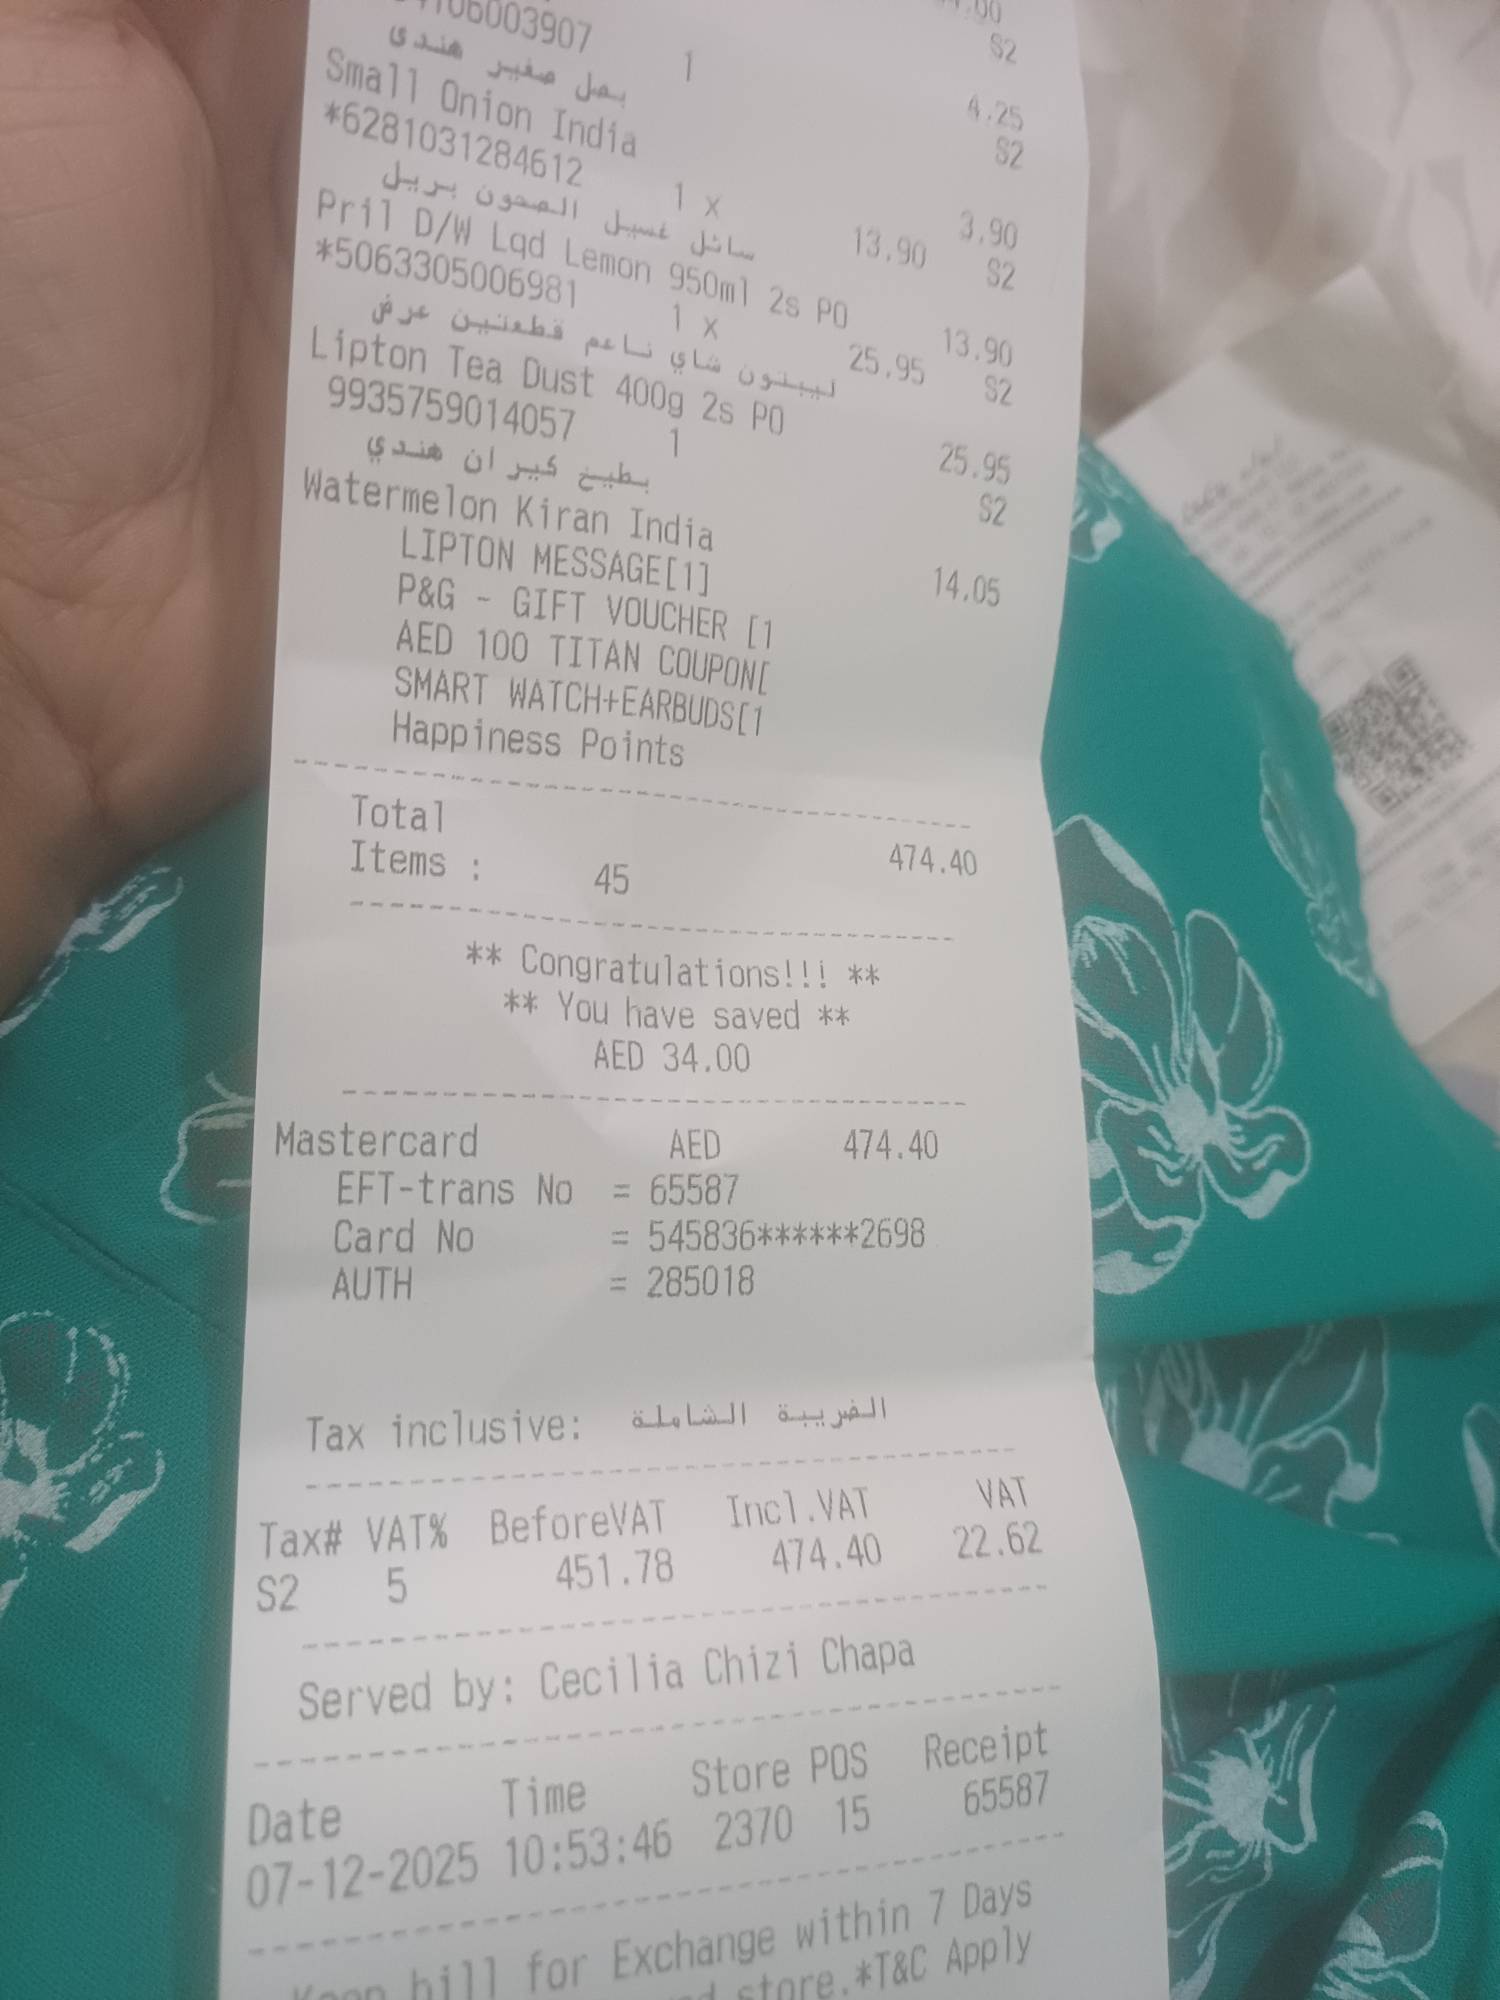 06003907 1 S2
بصل صغير هندى 4.25
Small Onion India S2
*6281031284612 1 x
سائل غسيل الصحون بريل 13.90 3.90
Pril D/W Lqd Lemon 950ml 2s PO S2
*5063305006981 1 x
ليبتون شاي ناعم قطعتين عرض 25.95 13.90
Lipton Tea Dust 400g 2s PO S2
9935759014057 1
بطيخ كيران هندي 25.95
Watermelon Kiran India S2
LIPTON MESSAGE[1] 14.05
P&G - GIFT VOUCHER [1
AED 100 TITAN COUPON[
SMART WATCH+EARBUDS[1
Happiness Points
Total 474.40
Items : 45
** Congratulations!!! **
** You have saved **
AED 34.00
Mastercard AED 474.40
EFT-trans No = 65587
Card No = 545836******2698
AUTH = 285018
Tax inclusive: الضريبة الشاملة
Tax# VAT% BeforeVAT Incl.VAT VAT
S2 5 451.78 474.40 22.62
Served by: Cecilia Chizi Chapa
Date Time Store POS Receipt
07-12-2025 10:53:46 2370 15 65587
bill for Exchange within 7 Days
store.*T&C Apply